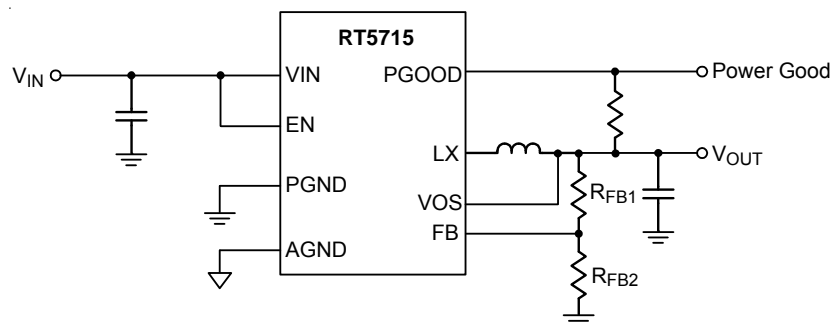 RT5715
V_IN
VIN
PGOOD
Power Good
EN
LX
V_OUT
PGND
VOS
R_FB1
AGND
FB
R_FB2